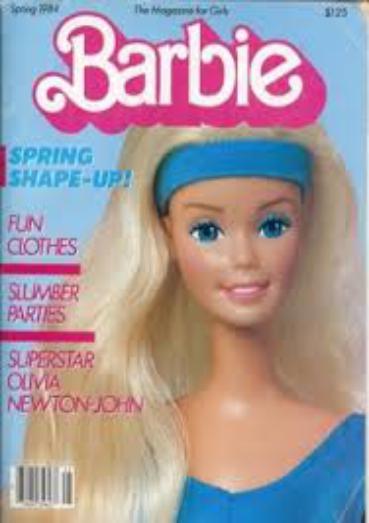 Spring 1984 The Magazine for Girls $1.25
Barbie
SPRING
SHAPE-UP!
FUN
CLOTHES
SLUMBER
PARTIES
SUPERSTAR
OLIVIA
NEWTON-JOHN